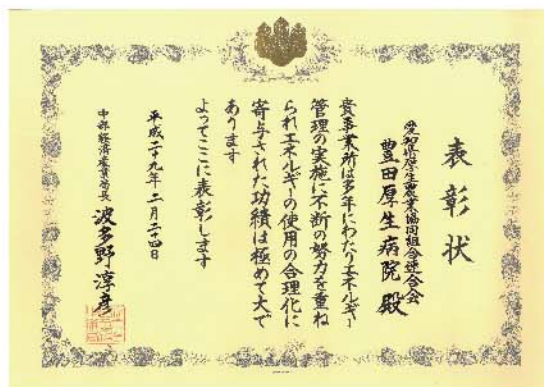 表彰状
愛知県厚生農業協同組合連合会
豊田厚生病院 殿
貴事業所は多年にわたりエネルギー
管理の実施に不断の努力を重ね
られエネルギーの使用の合理化に
寄与された功績は極めて大で
あります
よってここに表彰します
平成二十九年二月二十四日
中部経済産業局長 波多野淳彦